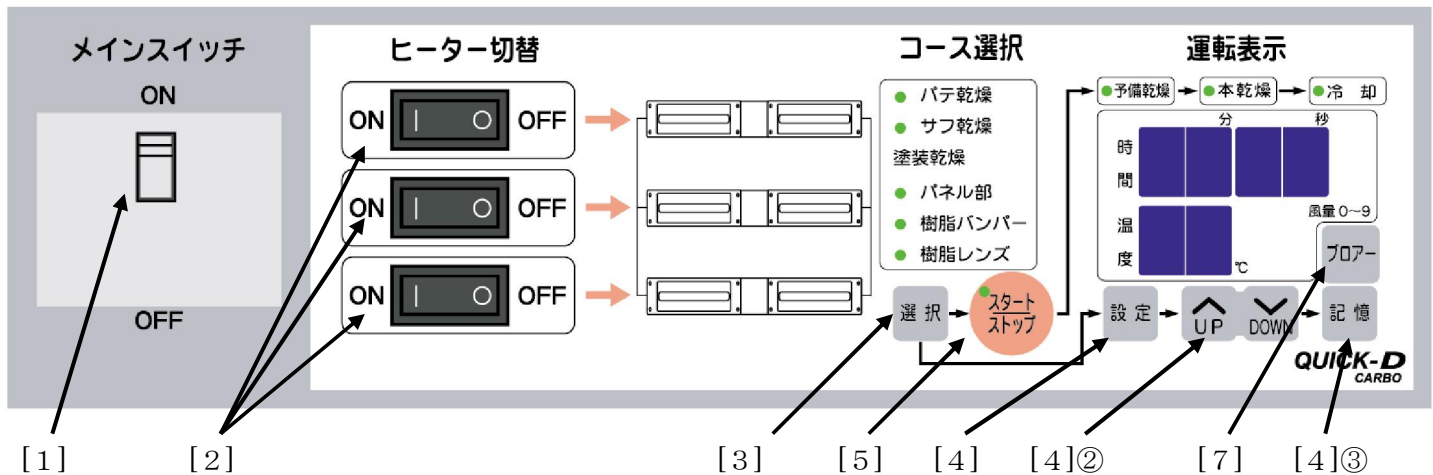 メインスイッチ
ON
OFF
ヒーター切替
ON | ○ OFF
ON | ○ OFF
ON | ○ OFF
コース選択
パテ乾燥
サフ乾燥
塗装乾燥
パネル部
樹脂バンパー
樹脂レンズ
選択
スタート
ストップ
運転表示
予備乾燥
本乾燥
冷 却
分 秒
時間
風量0~9
温度
℃
ブロアー
設定
UP
DOWN
記憶
QUICK-D
CARBO
[1] [2] [3] [5] [4] [4]② [7] [4]③